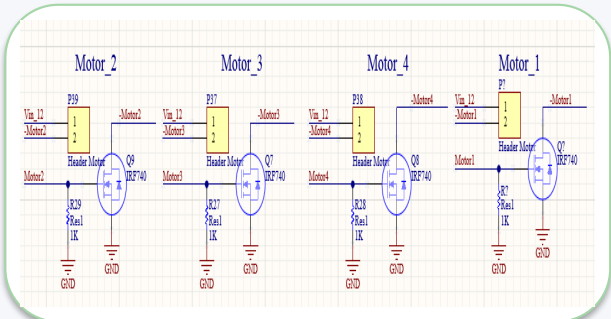 Motor_2
P39
Vin_12
-Motor2
1
2
-Motor2
Header Motor
Q9
IRF740
Motor2
R29
Res1
1K
GND
GND
Motor_3
P37
Vin_12
-Motor3
1
2
-Motor3
Header Motor
Q7
IRF740
Motor3
R27
Res1
1K
GND
GND
Motor_4
P38
Vin_12
-Motor4
1
2
-Motor4
Header Motor
Q8
IRF740
Motor4
R28
Res1
1K
GND
GND
Motor_1
P?
Vin_12
-Motor1
1
2
-Motor1
Header Motor
Q?
IRF740
Motor1
R?
Res1
1K
GND
GND